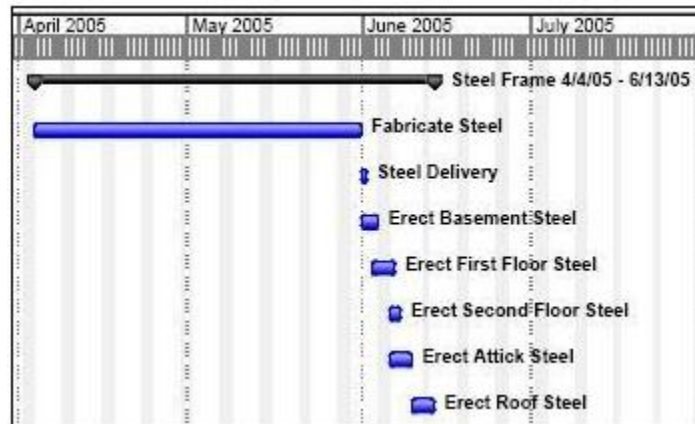 April 2005 May 2005 June 2005 July 2005
Steel Frame 4/4/05 - 6/13/05
Fabricate Steel
Steel Delivery
Erect Basement Steel
Erect First Floor Steel
Erect Second Floor Steel
Erect Attick Steel
Erect Roof Steel